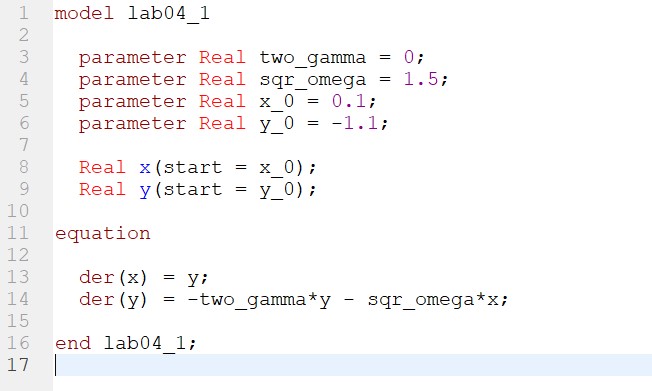 1 model lab04_1
2
3 parameter Real two_gamma = 0;
4 parameter Real sqr_omega = 1.5;
5 parameter Real x_0 = 0.1;
6 parameter Real y_0 = -1.1;
7
8 Real x(start = x_0);
9 Real y(start = y_0);
10
11 equation
12
13 der(x) = y;
14 der(y) = -two_gamma*y - sqr_omega*x;
15
16 end lab04_1;
17